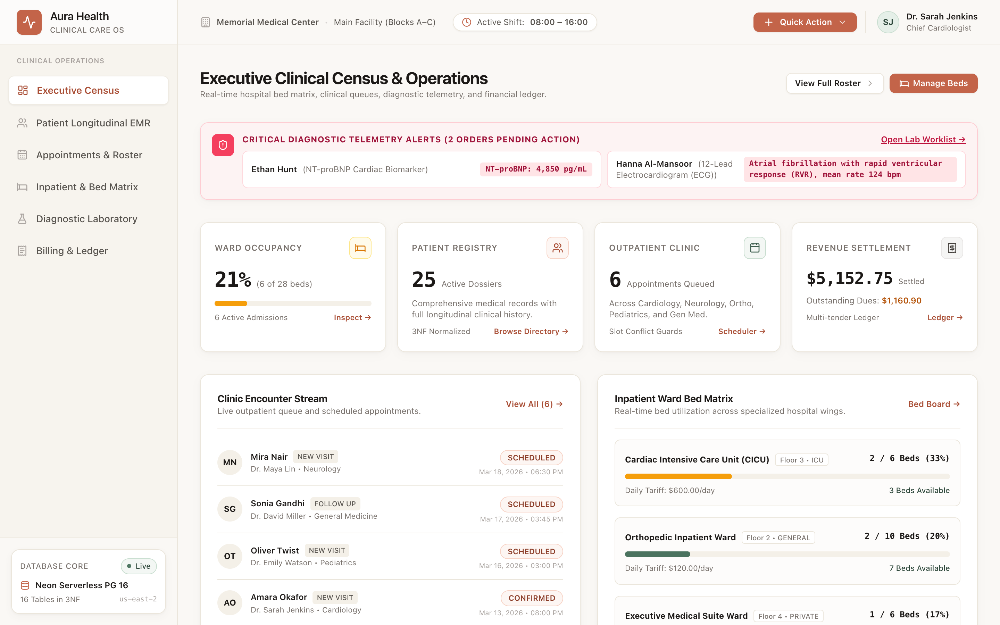 Aura Health
CLINICAL CARE OS
Memorial Medical Center • Main Facility (Blocks A–C)
Active Shift: 08:00 – 16:00
Quick Action
SJ
Dr. Sarah Jenkins
Chief Cardiologist
CLINICAL OPERATIONS
Executive Census
Patient Longitudinal EMR
Appointments & Roster
Inpatient & Bed Matrix
Diagnostic Laboratory
Billing & Ledger
DATABASE CORE
Live
Neon Serverless PG 16
16 Tables in 3NF
us-east-2
Executive Clinical Census & Operations
Real-time hospital bed matrix, clinical queues, diagnostic telemetry, and financial ledger.
View Full Roster
Manage Beds
CRITICAL DIAGNOSTIC TELEMETRY ALERTS (2 ORDERS PENDING ACTION)
Open Lab Worklist →
Ethan Hunt (NT-proBNP Cardiac Biomarker)
NT-proBNP: 4,850 pg/mL
Hanna Al-Mansoor (12-Lead
Electrocardiogram (ECG))
Atrial fibrillation with rapid ventricular
response (RVR), mean rate 124 bpm
WARD OCCUPANCY
21% (6 of 28 beds)
6 Active Admissions
Inspect →
PATIENT REGISTRY
25 Active Dossiers
Comprehensive medical records with
full longitudinal clinical history.
3NF Normalized
Browse Directory →
OUTPATIENT CLINIC
6 Appointments Queued
Across Cardiology, Neurology, Ortho,
Pediatrics, and Gen Med.
Slot Conflict Guards
Scheduler →
REVENUE SETTLEMENT
$5,152.75 Settled
Outstanding Dues: $1,160.90
Multi-tender Ledger
Ledger →
Clinic Encounter Stream
Live outpatient queue and scheduled appointments.
View All (6) →
MN
Mira Nair NEW VISIT
Dr. Maya Lin • Neurology
SCHEDULED
Mar 18, 2026 • 06:30 PM
SG
Sonia Gandhi FOLLOW UP
Dr. David Miller • General Medicine
SCHEDULED
Mar 17, 2026 • 03:45 PM
OT
Oliver Twist NEW VISIT
Dr. Emily Watson • Pediatrics
SCHEDULED
Mar 16, 2026 • 03:00 PM
AO
Amara Okafor NEW VISIT
Dr. Sarah Jenkins • Cardiology
CONFIRMED
Mar 13, 2026 • 08:00 PM
Inpatient Ward Bed Matrix
Real-time bed utilization across specialized hospital wings.
Bed Board →
Cardiac Intensive Care Unit (CICU) Floor 3 • ICU
2 / 6 Beds (33%)
Daily Tariff: $600.00/day
3 Beds Available
Orthopedic Inpatient Ward Floor 2 • GENERAL
2 / 10 Beds (20%)
Daily Tariff: $120.00/day
7 Beds Available
Executive Medical Suite Ward Floor 4 • PRIVATE
1 / 6 Beds (17%)